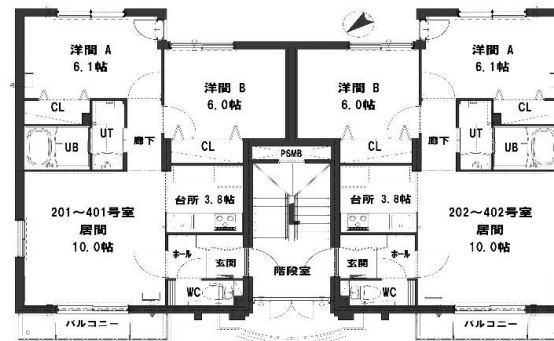 洋間 A
6.1帖
洋間 B
6.0帖
CL
UT
UB
廊下
CL
台所 3.8帖
201～401号室
居間
10.0帖
ホール
玄関
WC
バルコニー
PSMB
階段室
洋間 A
6.1帖
洋間 B
6.0帖
CL
UT
UB
廊下
CL
台所 3.8帖
202～402号室
居間
10.0帖
ホール
玄関
WC
バルコニー